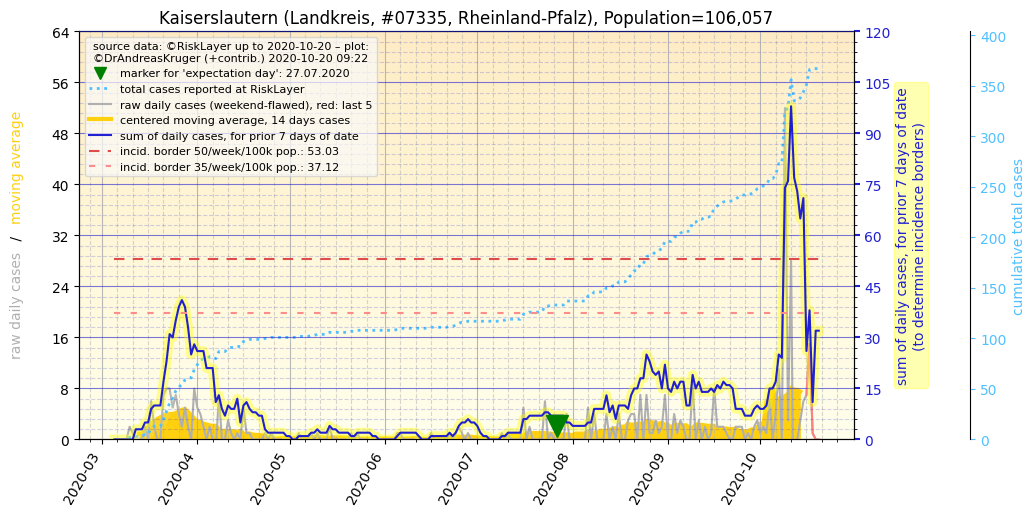 Kaiserslautern (Landkreis, #07335, Rheinland-Pfalz), Population=106,057
source data: ©RiskLayer up to 2020-10-20 – plot:
©DrAndreasKruger (+contrib.) 2020-10-20 09:22
marker for 'expectation day': 27.07.2020
total cases reported at RiskLayer
raw daily cases (weekend-flawed), red: last 5
centered moving average, 14 days cases
sum of daily cases, for prior 7 days of date
incid. border 50/week/100k pop.: 53.03
incid. border 35/week/100k pop.: 37.12
raw daily cases / moving average
64
56
48
40
32
24
16
8
0
120
105
90
75
60
45
30
15
0
sum of daily cases, for prior 7 days of date
(to determine incidence borders)
400
350
300
250
200
150
100
50
0
cumulative total cases
2020-03
2020-04
2020-05
2020-06
2020-07
2020-08
2020-09
2020-10